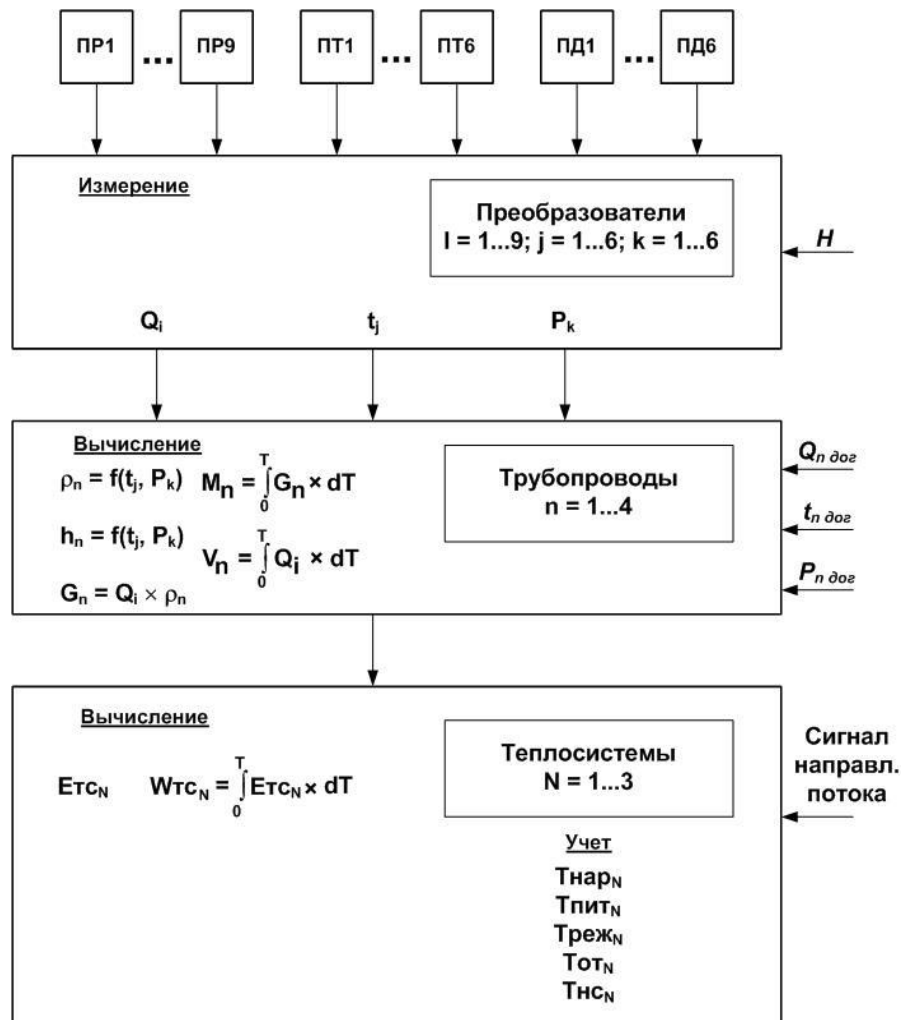 ПР1 ... ПР9 ПТ1 ... ПТ6 ПД1 ... ПД6
Измерение
Преобразователи
I = 1...9; j = 1...6; k = 1...6
H
Qi tj Pk
Вычисление
ρn = f(tj, Pk) Mn = ∫0T Gn × dT
hn = f(tj, Pk)
Vn = ∫0T Qi × dT
Gn = Qi × ρn
Трубопроводы
n = 1...4
Qn дог
tn дог
Pn дог
Вычисление
EтсN WтсN = ∫0T EтсN × dT
Теплосистемы
N = 1...3
Сигнал
направл.
потока
Учет
ТнарN
ТпитN
ТрежN
ТотN
ТнсN